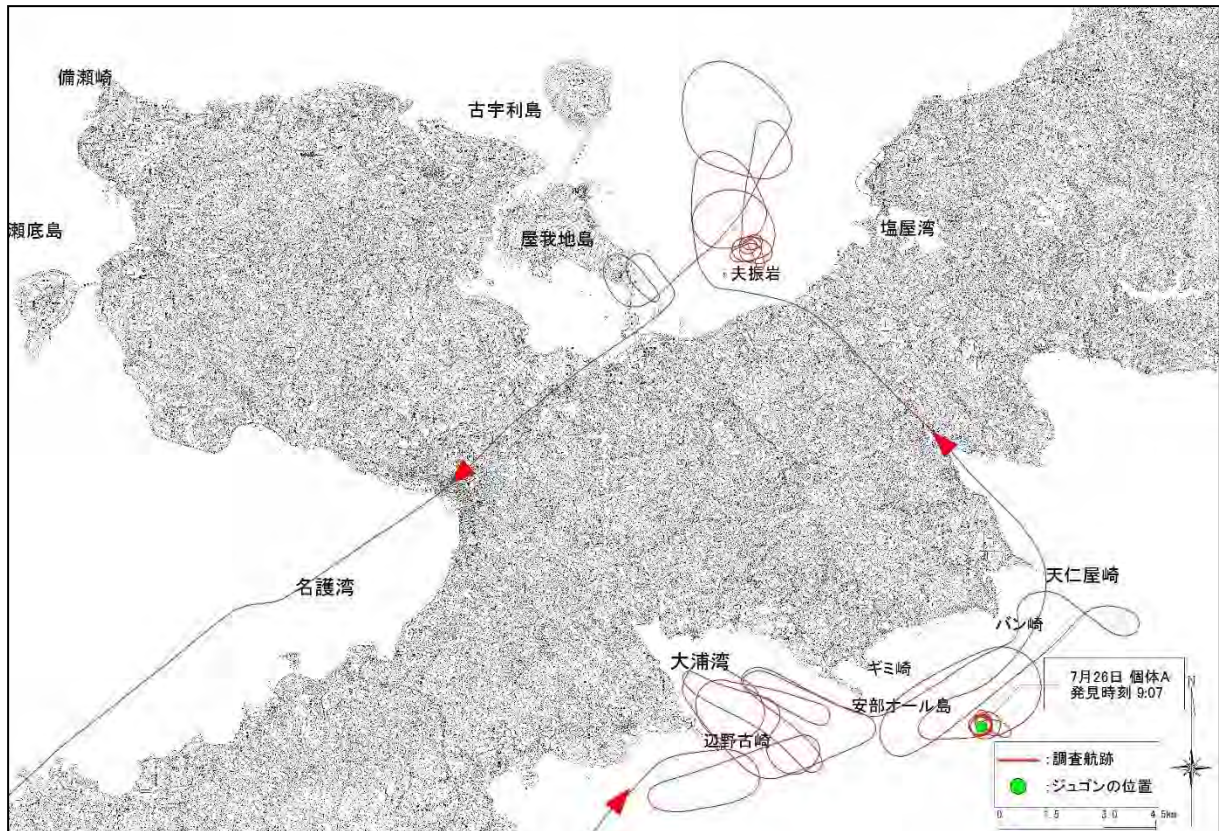 備瀬崎
古宇利島
瀬底島
屋我地島
塩屋湾
夫振岩
名護湾
天仁屋崎
バン崎
大浦湾
ギミ崎
7月26日 個体A
発見時刻 9:07
N
安部オール島
辺野古崎
:調査航跡
:ジュゴンの位置
0 1.5 3.0 4.5km